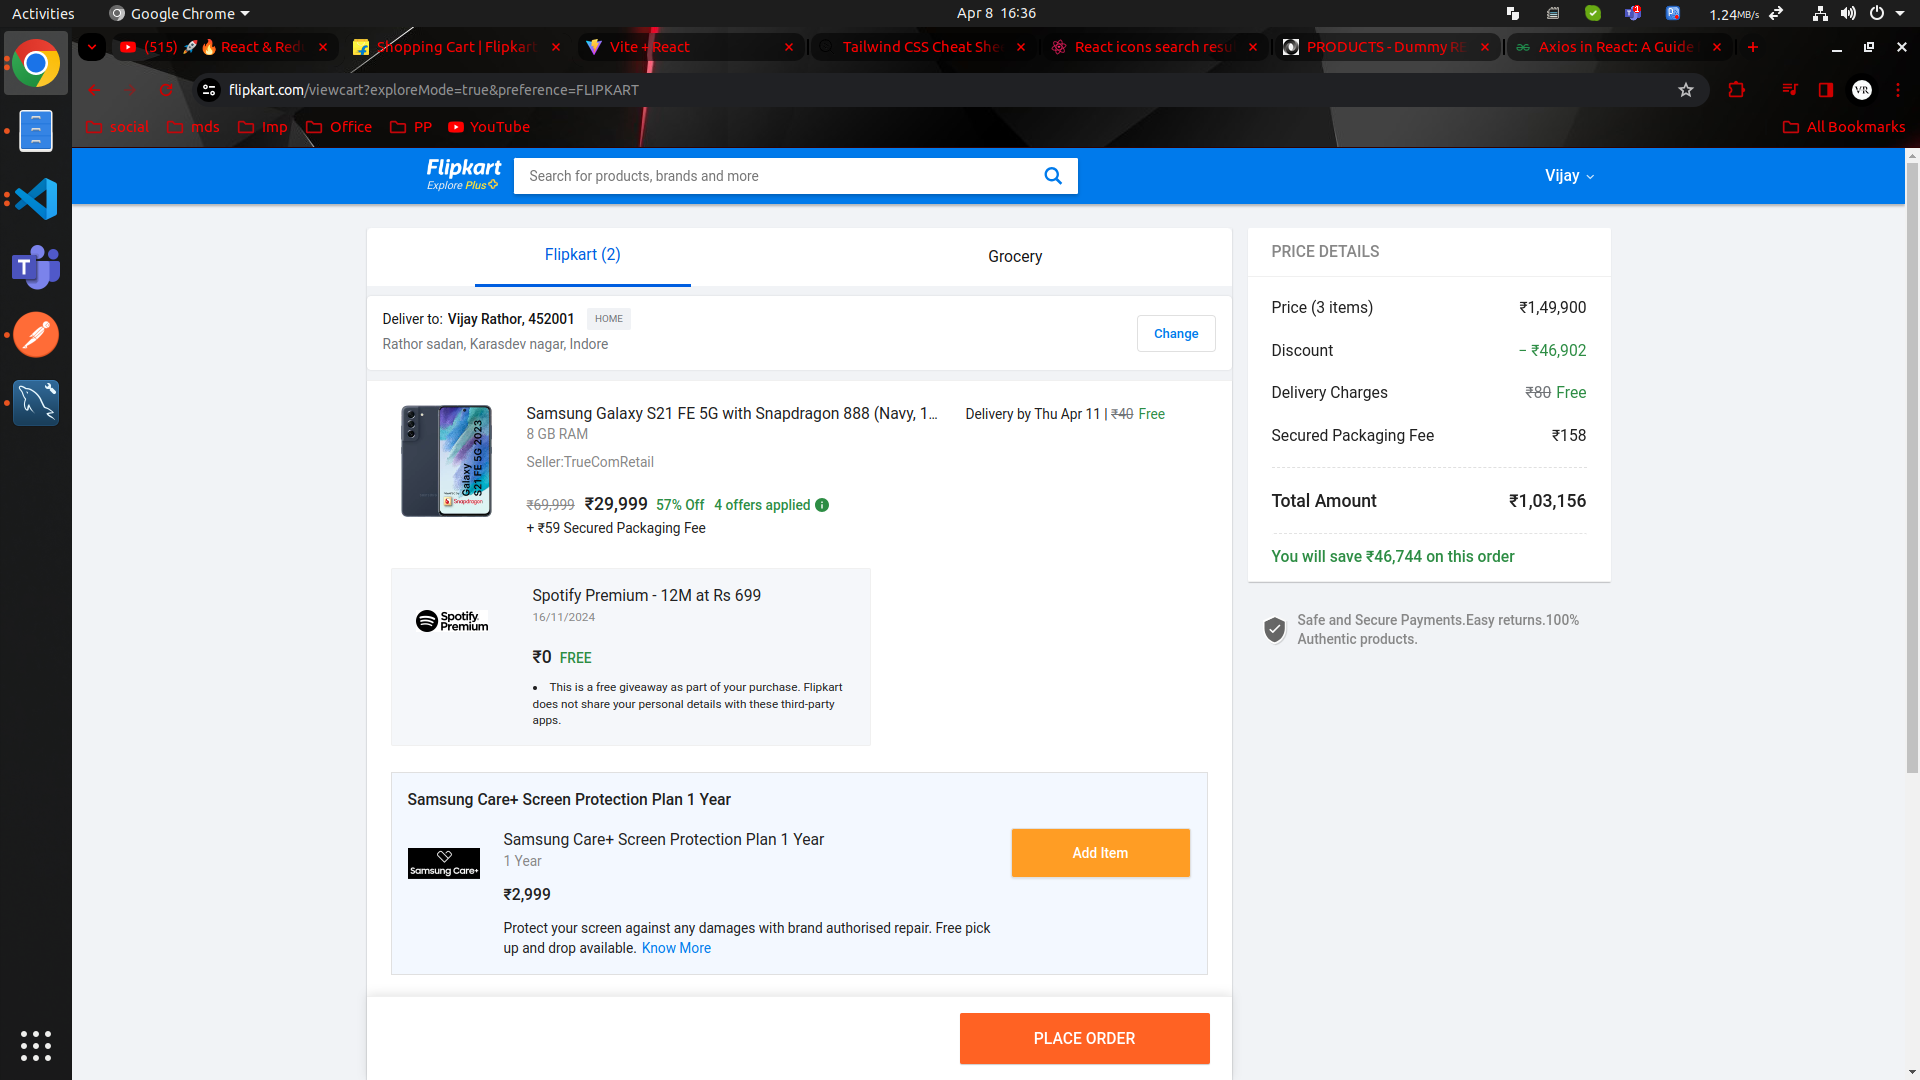 Activities
Google Chrome
Apr 8 16:36
1.24MB/s
(515) 🚀🔥 React & Red
Shopping Cart | Flipkart
Vite + React
Tailwind CSS Cheat She
React icons search resu
PRODUCTS - Dummy RE
Axios in React: A Guide
flipkart.com/viewcart?exploreMode=true&preference=FLIPKART
VR
social
mds
Imp
Office
PP
YouTube
All Bookmarks
Flipkart
Explore Plus
Search for products, brands and more
Vijay
Flipkart (2)
Grocery
Deliver to: Vijay Rathor, 452001
HOME
Rathor sadan, Karasdev nagar, Indore
Change
Galaxy
S21 FE 5G 2023
Snapdragon
Samsung Galaxy S21 FE 5G with Snapdragon 888 (Navy, 1...
8 GB RAM
Seller:TrueComRetail
₹69,999 ₹29,999 57% Off 4 offers applied
+ ₹59 Secured Packaging Fee
Delivery by Thu Apr 11 | ₹40 Free
Spotify Premium
Spotify Premium - 12M at Rs 699
16/11/2024
₹0 FREE
• This is a free giveaway as part of your purchase. Flipkart
does not share your personal details with these third-party
apps.
Samsung Care+ Screen Protection Plan 1 Year
Samsung Care+
Samsung Care+ Screen Protection Plan 1 Year
1 Year
₹2,999
Protect your screen against any damages with brand authorised repair. Free pick
up and drop available. Know More
Add Item
PLACE ORDER
PRICE DETAILS
Price (3 items) ₹1,49,900
Discount − ₹46,902
Delivery Charges ₹80 Free
Secured Packaging Fee ₹158
Total Amount ₹1,03,156
You will save ₹46,744 on this order
Safe and Secure Payments.Easy returns.100%
Authentic products.